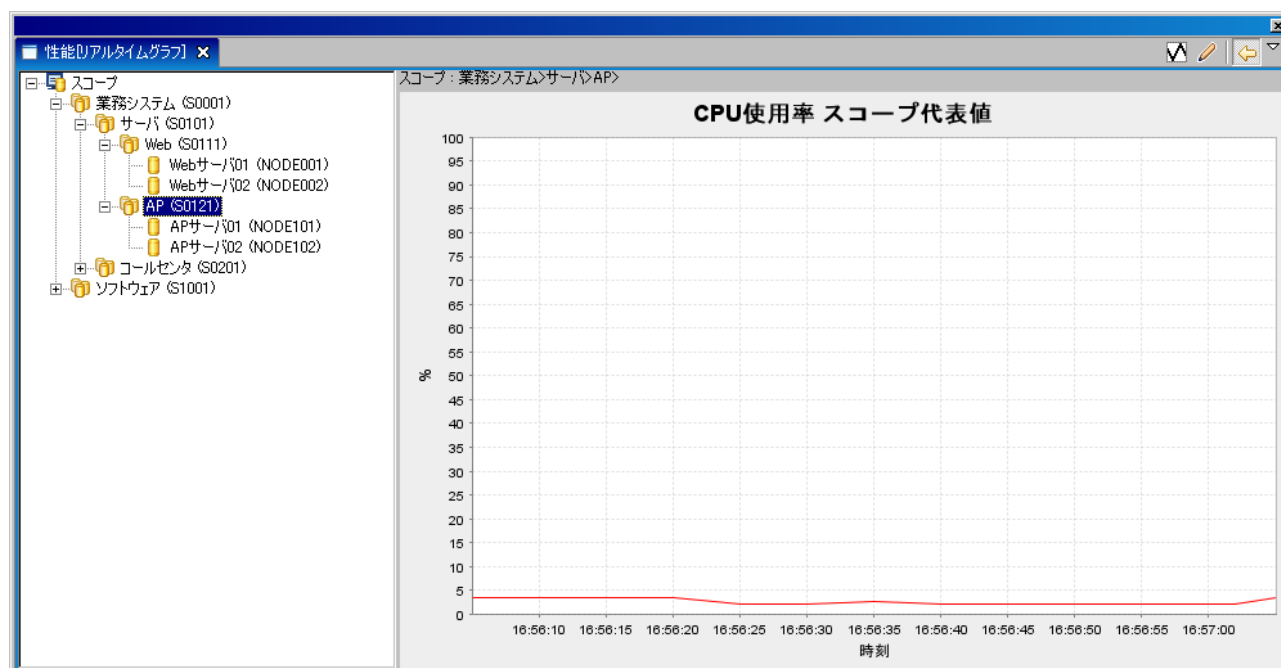 性能[リアルタイムグラフ]
スコープ
業務システム (S0001)
サーバ (S0101)
Web (S0111)
Webサーバ01 (NODE001)
Webサーバ02 (NODE002)
AP (S0121)
APサーバ01 (NODE101)
APサーバ02 (NODE102)
コールセンタ (S0201)
ソフトウェア (S1001)
スコープ : 業務システム>サーバ>AP>
CPU使用率 スコープ代表値
100
95
90
85
80
75
70
65
60
55
50
45
40
35
30
25
20
15
10
5
0
%
16:56:10 16:56:15 16:56:20 16:56:25 16:56:30 16:56:35 16:56:40 16:56:45 16:56:50 16:56:55 16:57:00
時刻